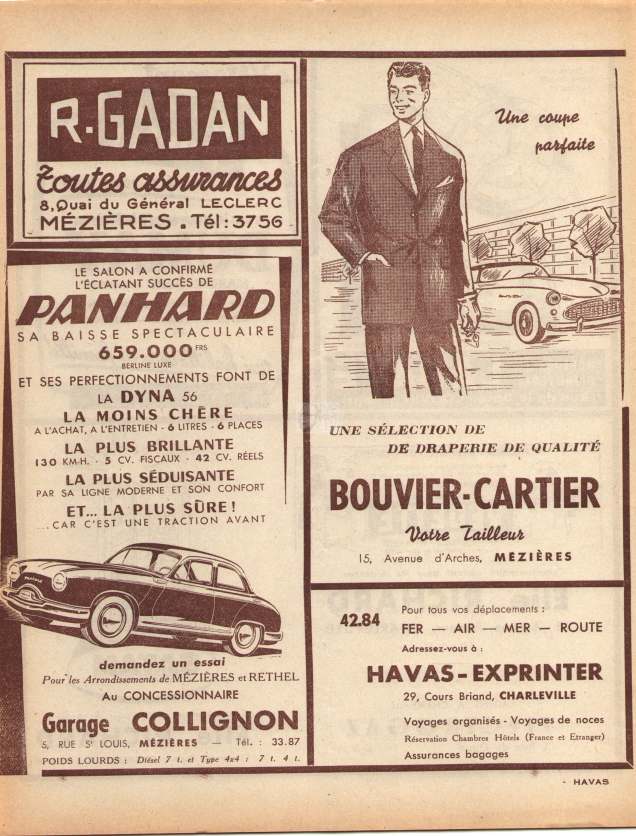 R-GADAN
Toutes assurances
8, Quai du Général LECLERC
MÉZIÈRES . Tél : 3756
LE SALON A CONFIRMÉ
L'ÉCLATANT SUCCÈS DE
PANHARD
SA BAISSE SPECTACULAIRE
659.000 FRS
BERLINE LUXE
ET SES PERFECTIONNEMENTS FONT DE
LA DYNA 56
LA MOINS CHÈRE
A L'ACHAT, A L'ENTRETIEN - 6 LITRES - 6 PLACES
LA PLUS BRILLANTE
130 KM-H. - 5 CV. FISCAUX - 42 CV. RÉELS
LA PLUS SÉDUISANTE
PAR SA LIGNE MODERNE ET SON CONFORT
ET... LA PLUS SÛRE !
...CAR C'EST UNE TRACTION AVANT
PANHARD
demandez un essai
Pour les Arrondissements de MÉZIÈRES et RETHEL
AU CONCESSIONNAIRE
Garage COLLIGNON
5, RUE St LOUIS, MÉZIÈRES — Tél. : 33.87
POIDS LOURDS : Diésel 7 t. et Type 4x4 : 7 t. 4 t.
Une coupe
parfaite
UNE SÉLECTION DE
DE DRAPERIE DE QUALITÉ
BOUVIER-CARTIER
Votre Tailleur
15, Avenue d'Arches, MÉZIÈRES
42.84
Pour tous vos déplacements :
FER — AIR — MER — ROUTE
Adressez-vous à :
HAVAS-EXPRINTER
29, Cours Briand, CHARLEVILLE
Voyages organisés - Voyages de noces
Réservation Chambres Hôtels (France et Etranger)
Assurances bagages
- HAVAS